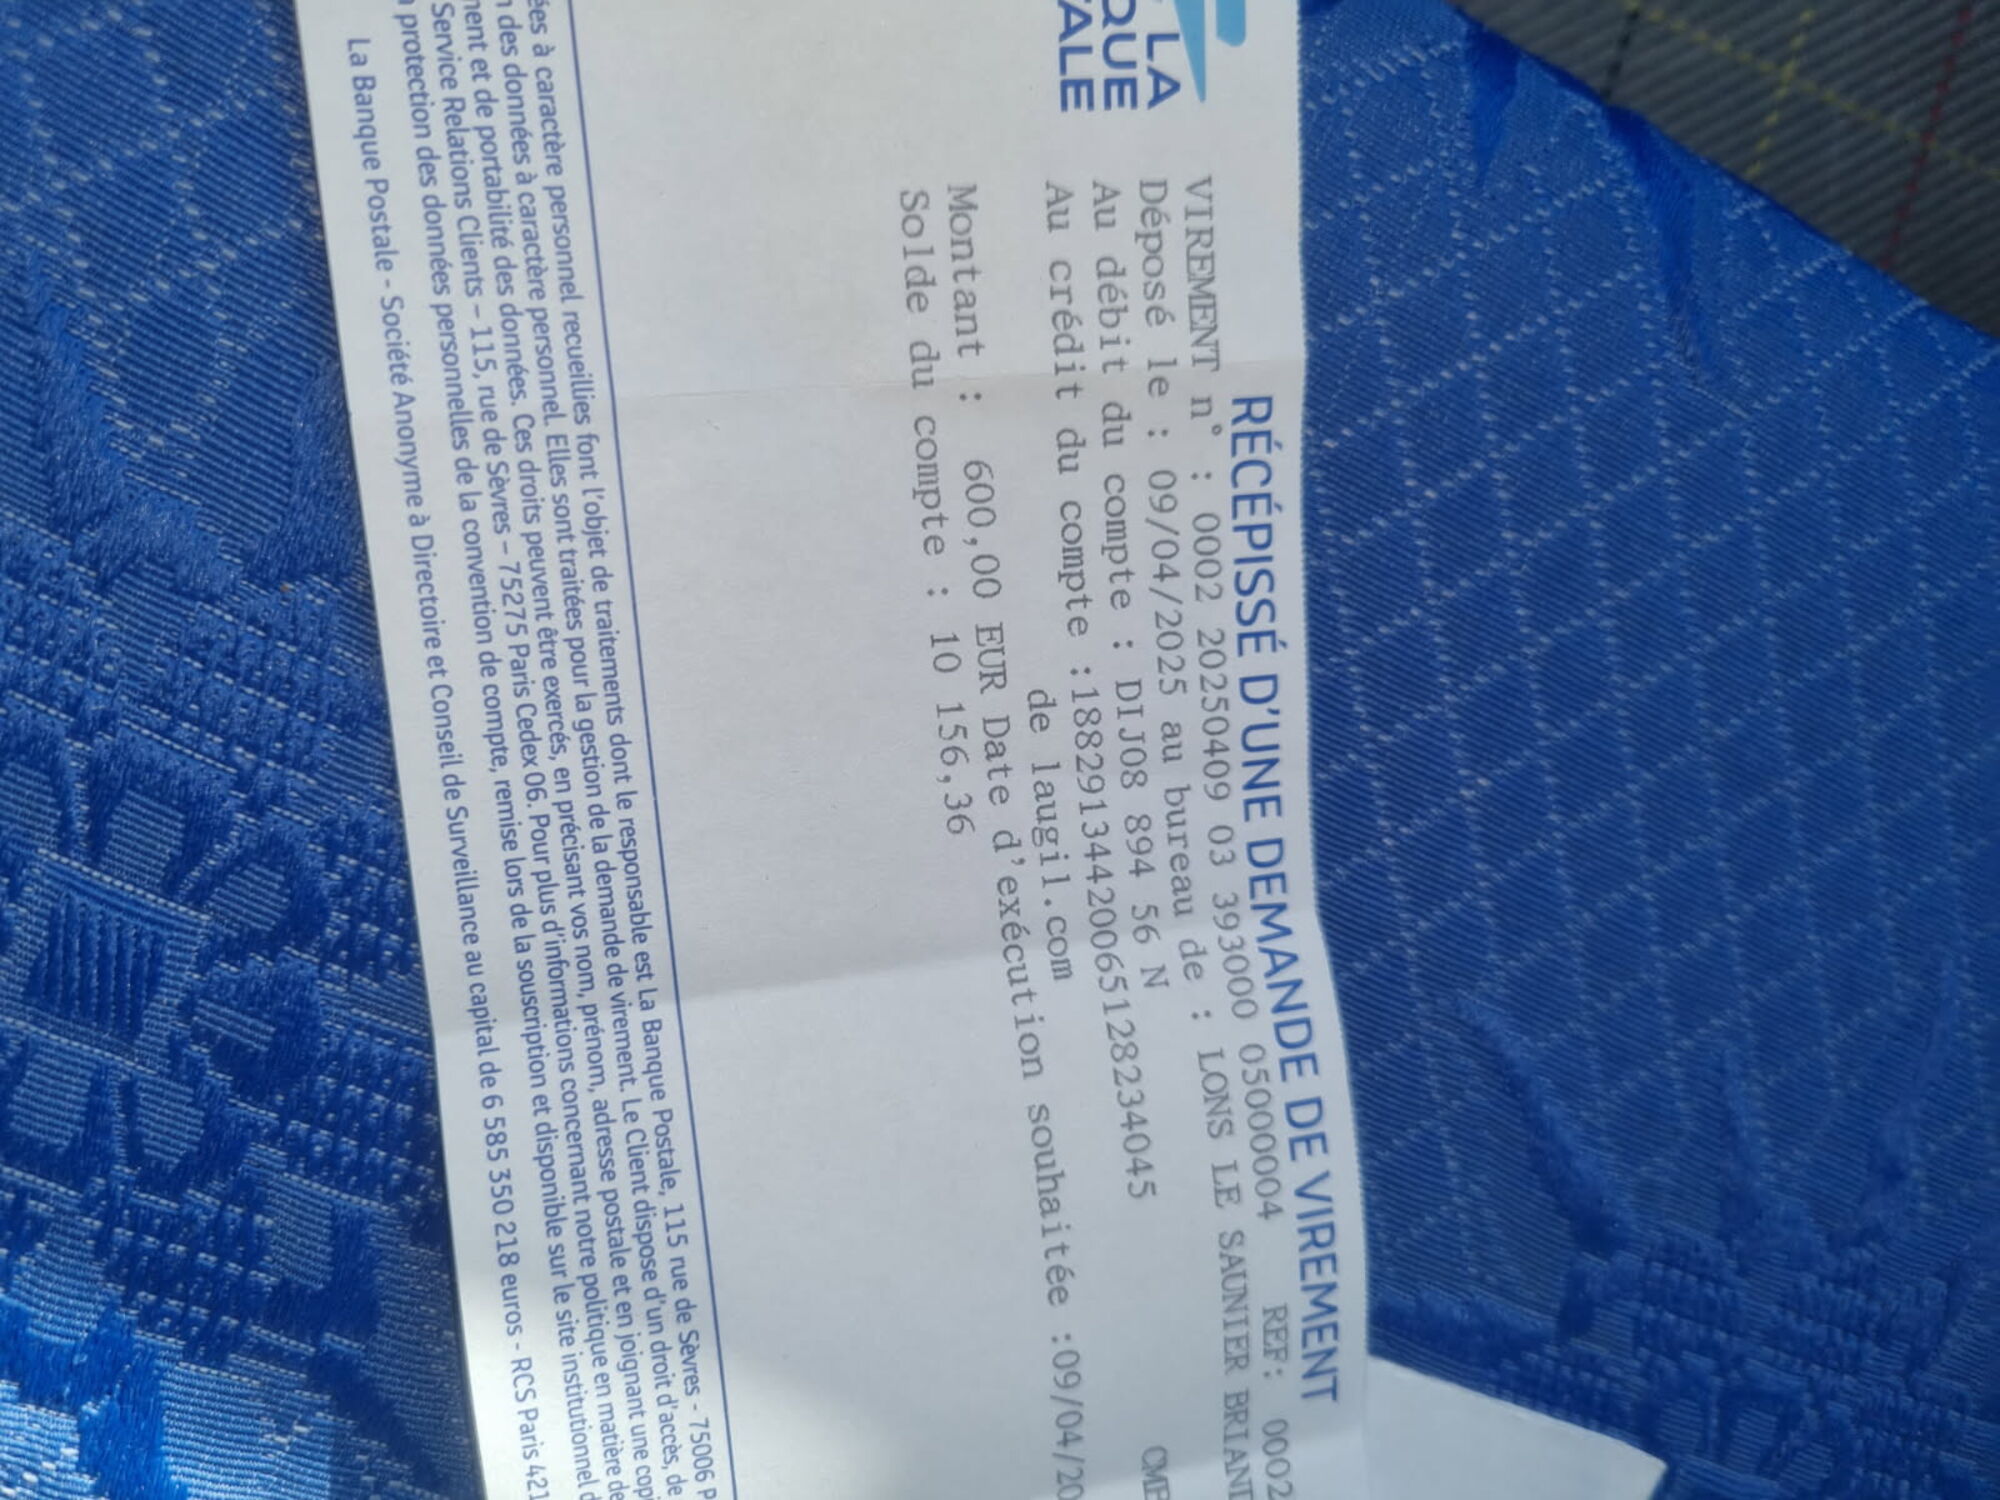 LA
QUE
TALE
RÉCÉPISSÉ D'UNE DEMANDE DE VIREMENT
VIREMENT n° : 0002 20250409 03 393000 05000004 REF: 0002
Déposé le : 09/04/2025 au bureau de : LONS LE SAUNIER BRIAND
Au débit du compte : DIJ08 894 56 N
Au crédit du compte :18829134420065128234045
de laugil.com
Montant : 600,00 EUR Date d'exécution souhaitée :09/04/20
Solde du compte : 10 156,36
ées à caractère personnel recueillies font l'objet de traitements dont le responsable est La Banque Postale, 115 rue de Sèvres - 75006 P
des données à caractère personnel. Elles sont traitées pour la gestion de la demande de virement. Le Client dispose d'un droit d'accès, de
ment et de portabilité des données. Ces droits peuvent être exercés, en précisant vos nom, prénom, adresse postale et en joignant une copi
Service Relations Clients – 115, rue de Sèvres – 75275 Paris Cedex 06. Pour plus d'informations concernant notre politique en matière de
protection des données personnelles de la convention de compte, remise lors de la souscription et disponible sur le site institutionnel d
La Banque Postale - Société Anonyme à Directoire et Conseil de Surveillance au capital de 6 585 350 218 euros - RCS Paris 421